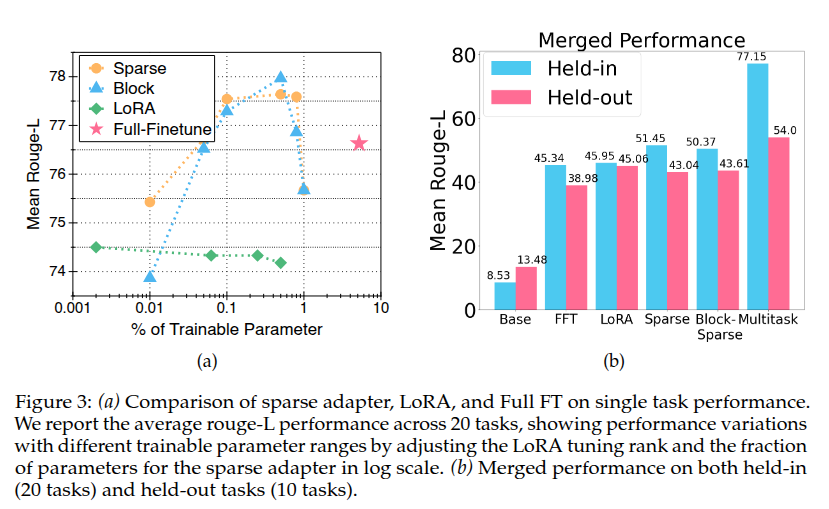 Sparse
Block
LoRA
Full-Finetune
78
77
76
75
74
Mean Rouge-L
0.001
0.01
0.1
1
10
% of Trainable Parameter
(a)
Merged Performance
Held-in
Held-out
80
60
40
20
0
Mean Rouge-L
8.53
13.48
45.34
38.98
45.95
45.06
51.45
43.04
50.37
43.61
77.15
54.0
Base
FFT
LoRA
Sparse
Block-
Sparse
Multitask
(b)
Figure 3: (a) Comparison of sparse adapter, LoRA, and Full FT on single task performance.
We report the average rouge-L performance across 20 tasks, showing performance variations
with different trainable parameter ranges by adjusting the LoRA tuning rank and the fraction
of parameters for the sparse adapter in log scale. (b) Merged performance on both held-in
(20 tasks) and held-out tasks (10 tasks).